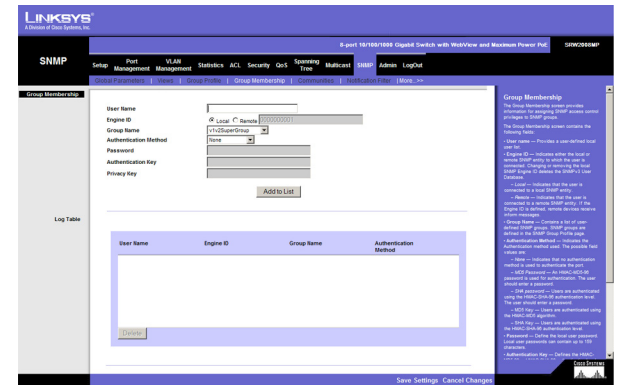 LINKSYS®
A Division of Cisco Systems, Inc.
8-port 10/100/1000 Gigabit Switch with WebView and Maximum Power PoE
SRW2008MP
SNMP
Setup
Port Management
VLAN Management
Statistics
ACL
Security
QoS
Spanning Tree
Multicast
SNMP
Admin
LogOut
Global Parameters | Views | Group Profile | Group Membership | Communities | Notification Filter | More...>>
Group Membership
User Name
Engine ID
Local
Remote
Group Name
v1v2SuperGroup
Authentication Method
None
Password
Authentication Key
Privacy Key
Add to List
Log Table
User Name
Engine ID
Group Name
Authentication Method
Delete
Group Membership
The Group Membership screen provides
information for assigning SNMP access control
privileges to SNMP groups.
The Group Membership screen contains the
following fields:
- User name — Provides a user-defined local
user list.
- Engine ID — Indicates either the local or
remote SNMP entity to which the user is
connected. Changing or removing the local
SNMP Engine ID deletes the SNMPv3 User
Database.
– Local — Indicates that the user is
connected to a local SNMP entity.
– Remote — Indicates that the user is
connected to a remote SNMP entity. If the
Engine ID is defined, remote devices receive
inform messages.
- Group Name — Contains a list of user-
defined SNMP groups. SNMP groups are
defined in the SNMP Group Profile page.
- Authentication Method — Indicates the
Authentication method used. The possible field
values are:
– None — Indicates that no authentication
method is used to authenticate the port.
– MD5 Password — An HMAC-MD5-96
password is used for authentication. The user
should enter a password.
– SHA password — Users are authenticated
using the HMAC-SHA-96 authentication level.
The user should enter a password.
– MD5 Key — Users are authenticated using
the HMAC-MD5 algorithm.
– SHA Key — Users are authenticated using
the HMAC-SHA-96 authentication level.
- Password — Define the local user password.
Local user passwords can contain up to 159
characters.
- Authentication Key — Defines the HMAC-
CISCO SYSTEMS
Save Settings
Cancel Changes